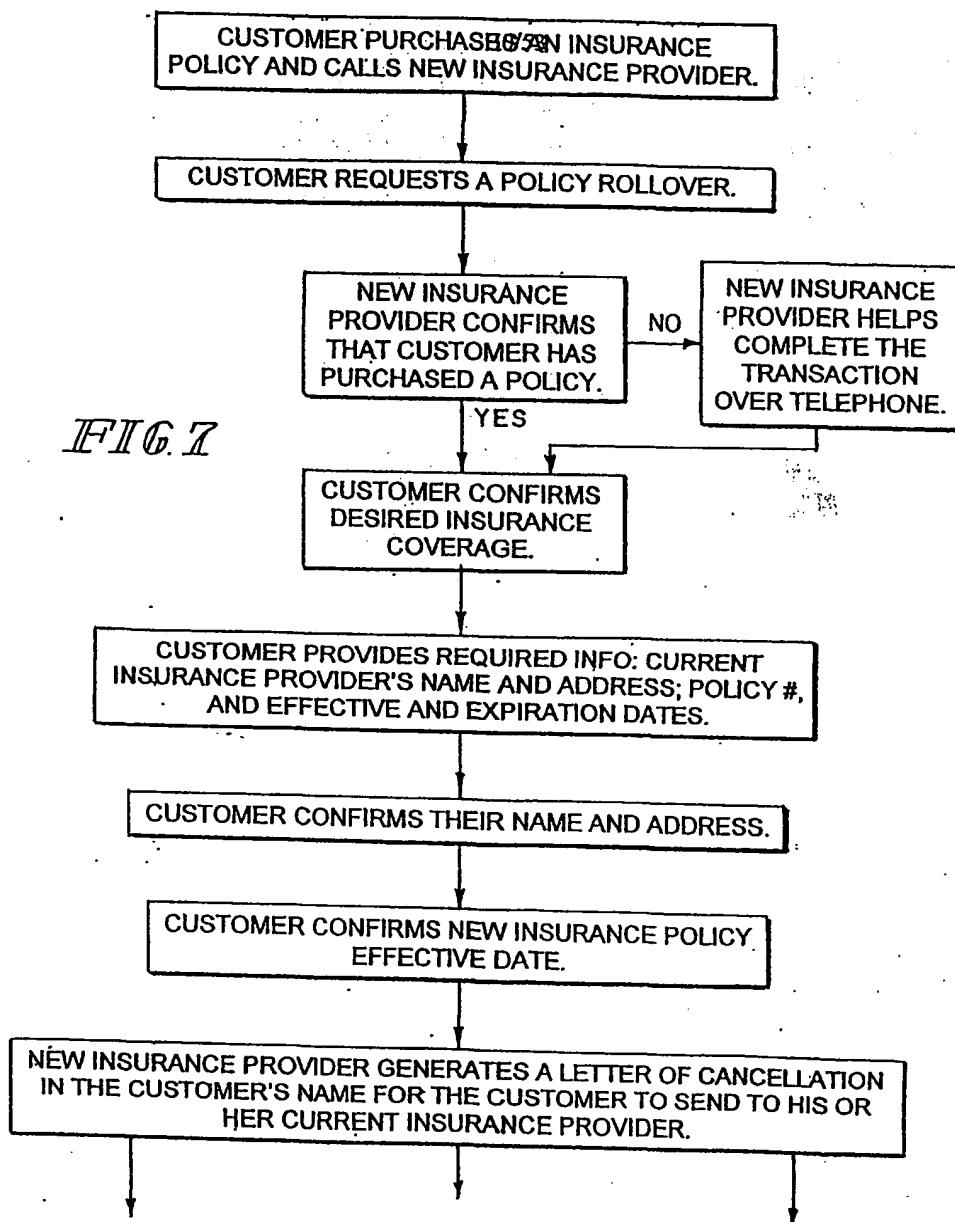 CUSTOMER PURCHASES AN INSURANCE
POLICY AND CALLS NEW INSURANCE PROVIDER.
CUSTOMER REQUESTS A POLICY ROLLOVER.
NEW INSURANCE
PROVIDER CONFIRMS
THAT CUSTOMER HAS
PURCHASED A POLICY.
NO
NEW INSURANCE
PROVIDER HELPS
COMPLETE THE
TRANSACTION
OVER TELEPHONE.
YES
FIG. 7
CUSTOMER CONFIRMS
DESIRED INSURANCE
COVERAGE.
CUSTOMER PROVIDES REQUIRED INFO: CURRENT
INSURANCE PROVIDER'S NAME AND ADDRESS; POLICY #,
AND EFFECTIVE AND EXPIRATION DATES.
CUSTOMER CONFIRMS THEIR NAME AND ADDRESS.
CUSTOMER CONFIRMS NEW INSURANCE POLICY
EFFECTIVE DATE.
NEW INSURANCE PROVIDER GENERATES A LETTER OF CANCELLATION
IN THE CUSTOMER'S NAME FOR THE CUSTOMER TO SEND TO HIS OR
HER CURRENT INSURANCE PROVIDER.